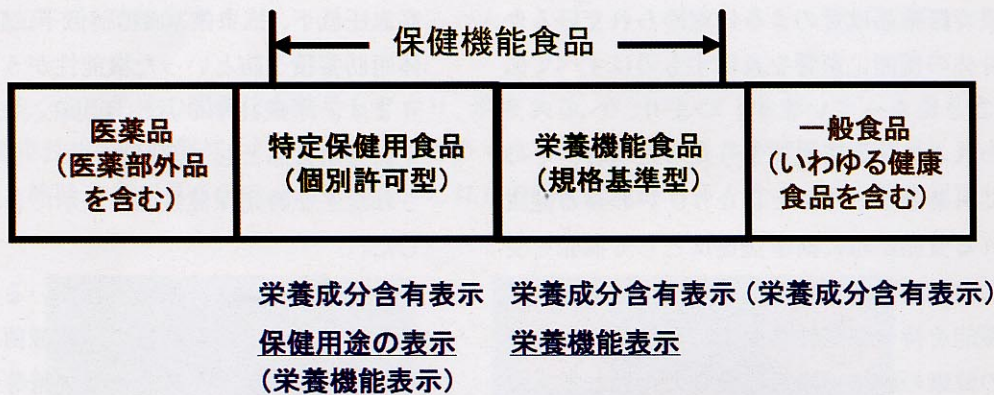 保健機能食品
医薬品
(医薬部外品
を含む)
特定保健用食品
(個別許可型)
栄養機能食品
(規格基準型)
一般食品
(いわゆる健康
食品を含む)
栄養成分含有表示
保健用途の表示
(栄養機能表示)
栄養成分含有表示
栄養機能表示
(栄養成分含有表示)